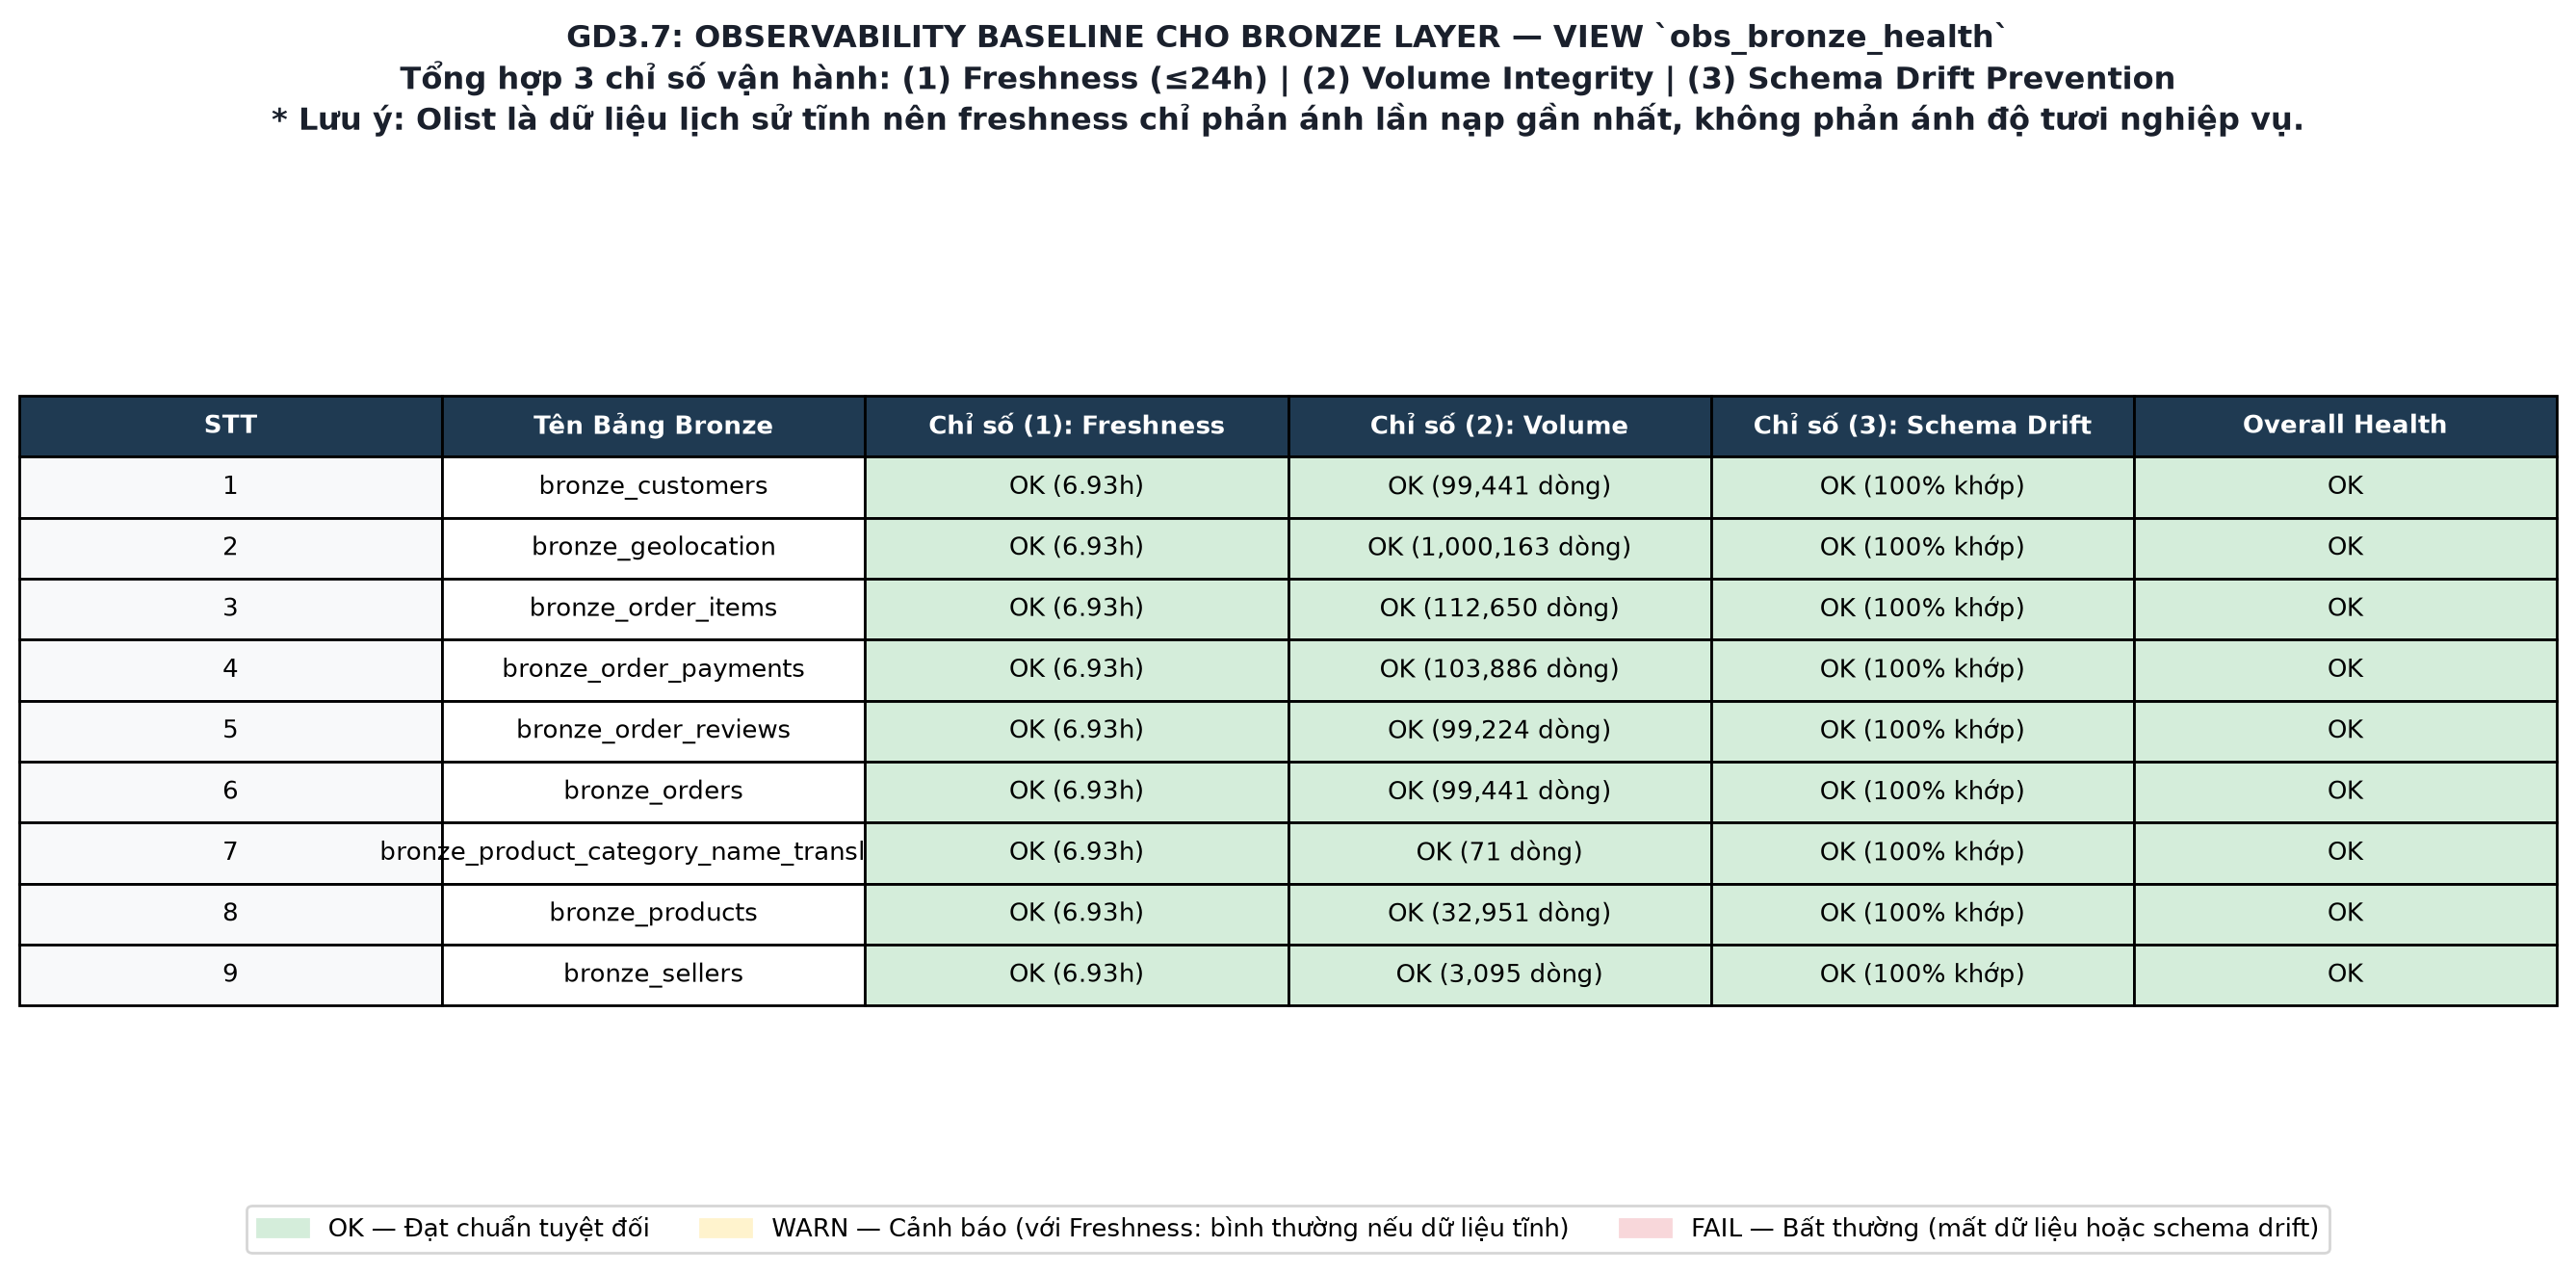 GD3.7: OBSERVABILITY BASELINE CHO BRONZE LAYER — VIEW `obs_bronze_health`
Tổng hợp 3 chỉ số vận hành: (1) Freshness (≤24h) | (2) Volume Integrity | (3) Schema Drift Prevention
* Lưu ý: Olist là dữ liệu lịch sử tĩnh nên freshness chỉ phản ánh lần nạp gần nhất, không phản ánh độ tươi nghiệp vụ.
STT Tên Bảng Bronze Chỉ số (1): Freshness Chỉ số (2): Volume Chỉ số (3): Schema Drift Overall Health
1 bronze_customers OK (6.93h) OK (99,441 dòng) OK (100% khớp) OK
2 bronze_geolocation OK (6.93h) OK (1,000,163 dòng) OK (100% khớp) OK
3 bronze_order_items OK (6.93h) OK (112,650 dòng) OK (100% khớp) OK
4 bronze_order_payments OK (6.93h) OK (103,886 dòng) OK (100% khớp) OK
5 bronze_order_reviews OK (6.93h) OK (99,224 dòng) OK (100% khớp) OK
6 bronze_orders OK (6.93h) OK (99,441 dòng) OK (100% khớp) OK
7 bronze_product_category_name_transl OK (6.93h) OK (71 dòng) OK (100% khớp) OK
8 bronze_products OK (6.93h) OK (32,951 dòng) OK (100% khớp) OK
9 bronze_sellers OK (6.93h) OK (3,095 dòng) OK (100% khớp) OK
OK — Đạt chuẩn tuyệt đối WARN — Cảnh báo (với Freshness: bình thường nếu dữ liệu tĩnh) FAIL — Bất thường (mất dữ liệu hoặc schema drift)